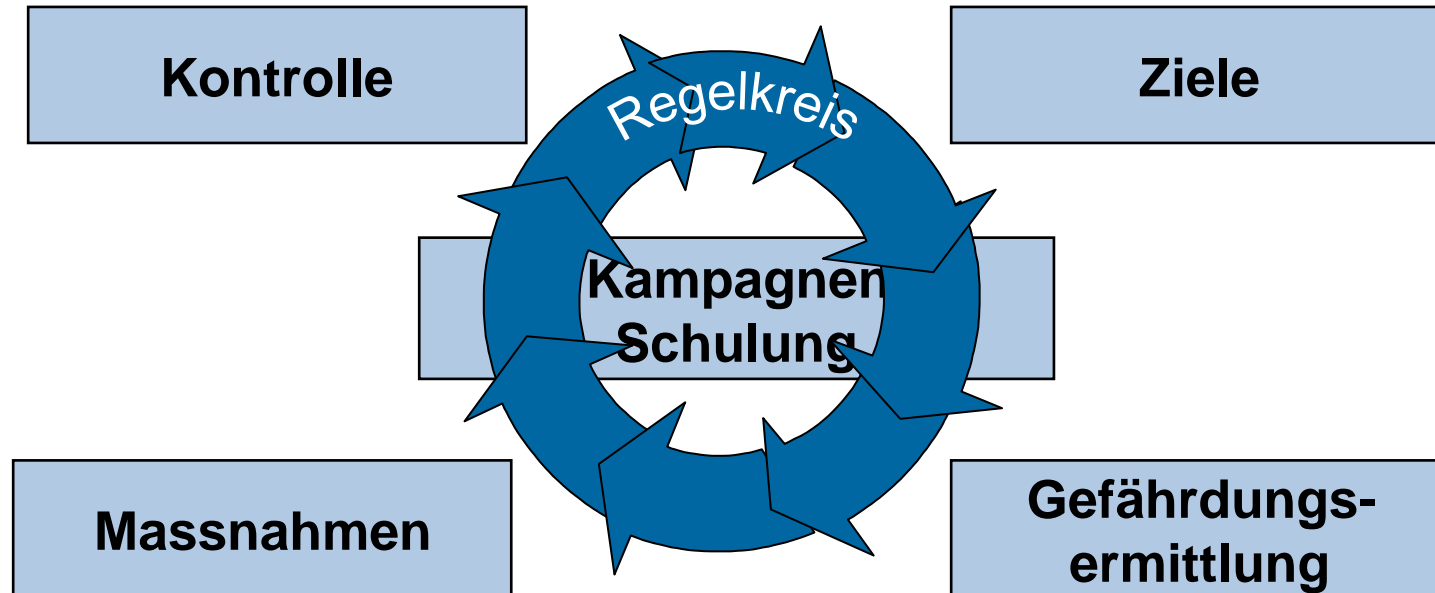 Kontrolle
Ziele
Regelkreis
Kampagnen
Schulung
Massnahmen
Gefährdungs-
ermittlung